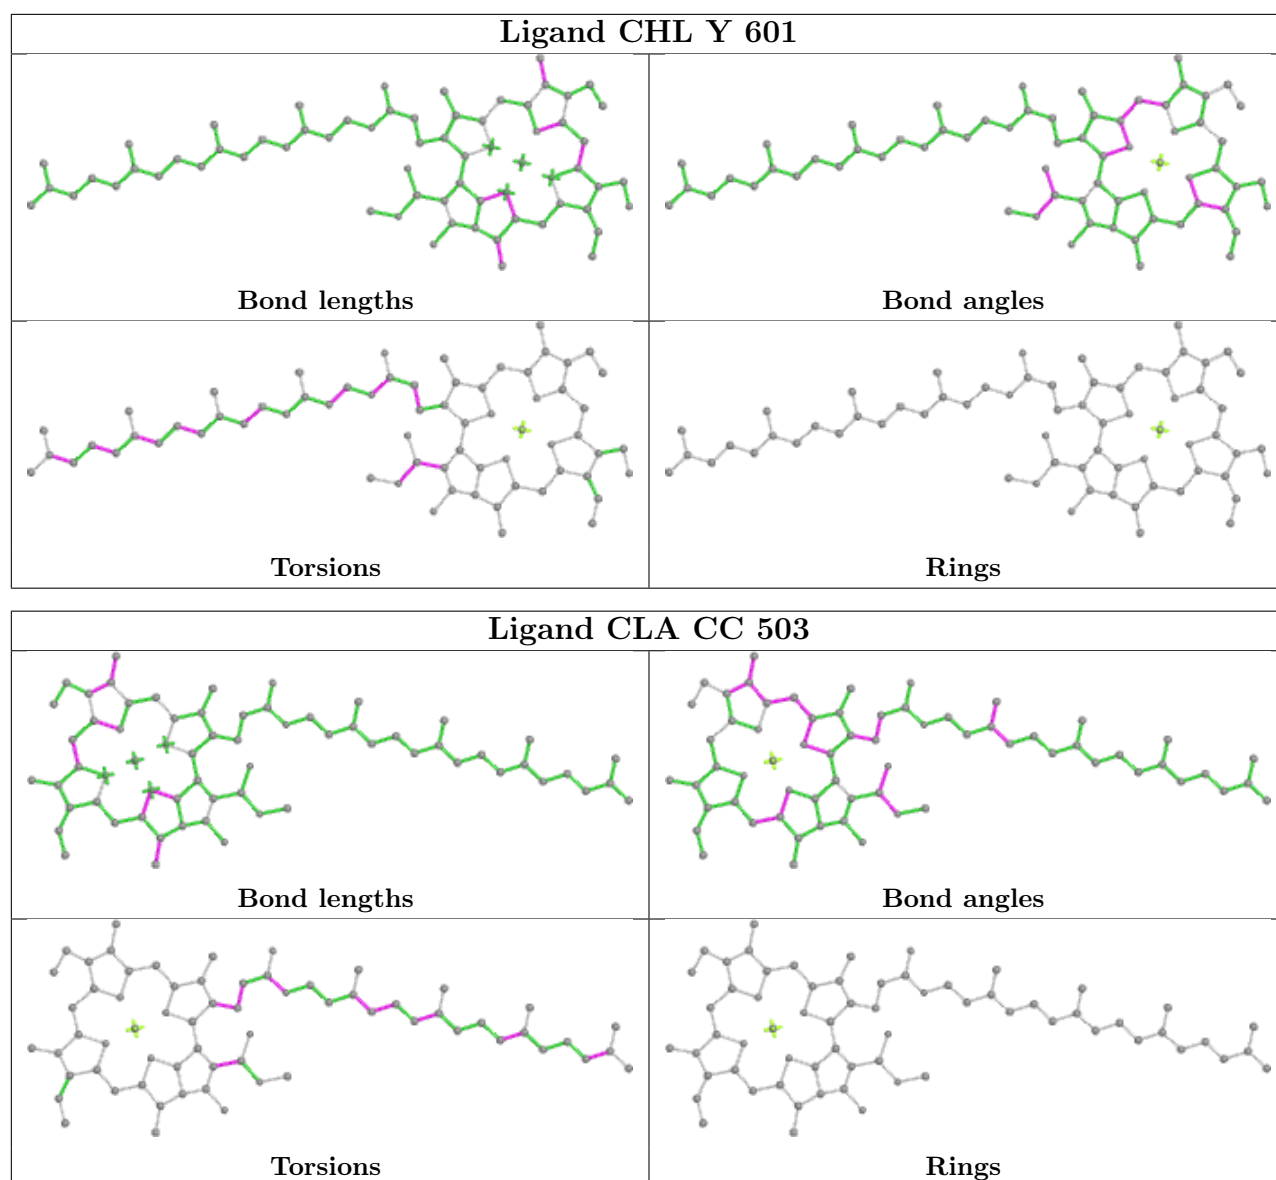 Ligand CHL Y 601
Bond lengths
Bond angles
Torsions
Rings
Ligand CLA CC 503
Bond lengths
Bond angles
Torsions
Rings